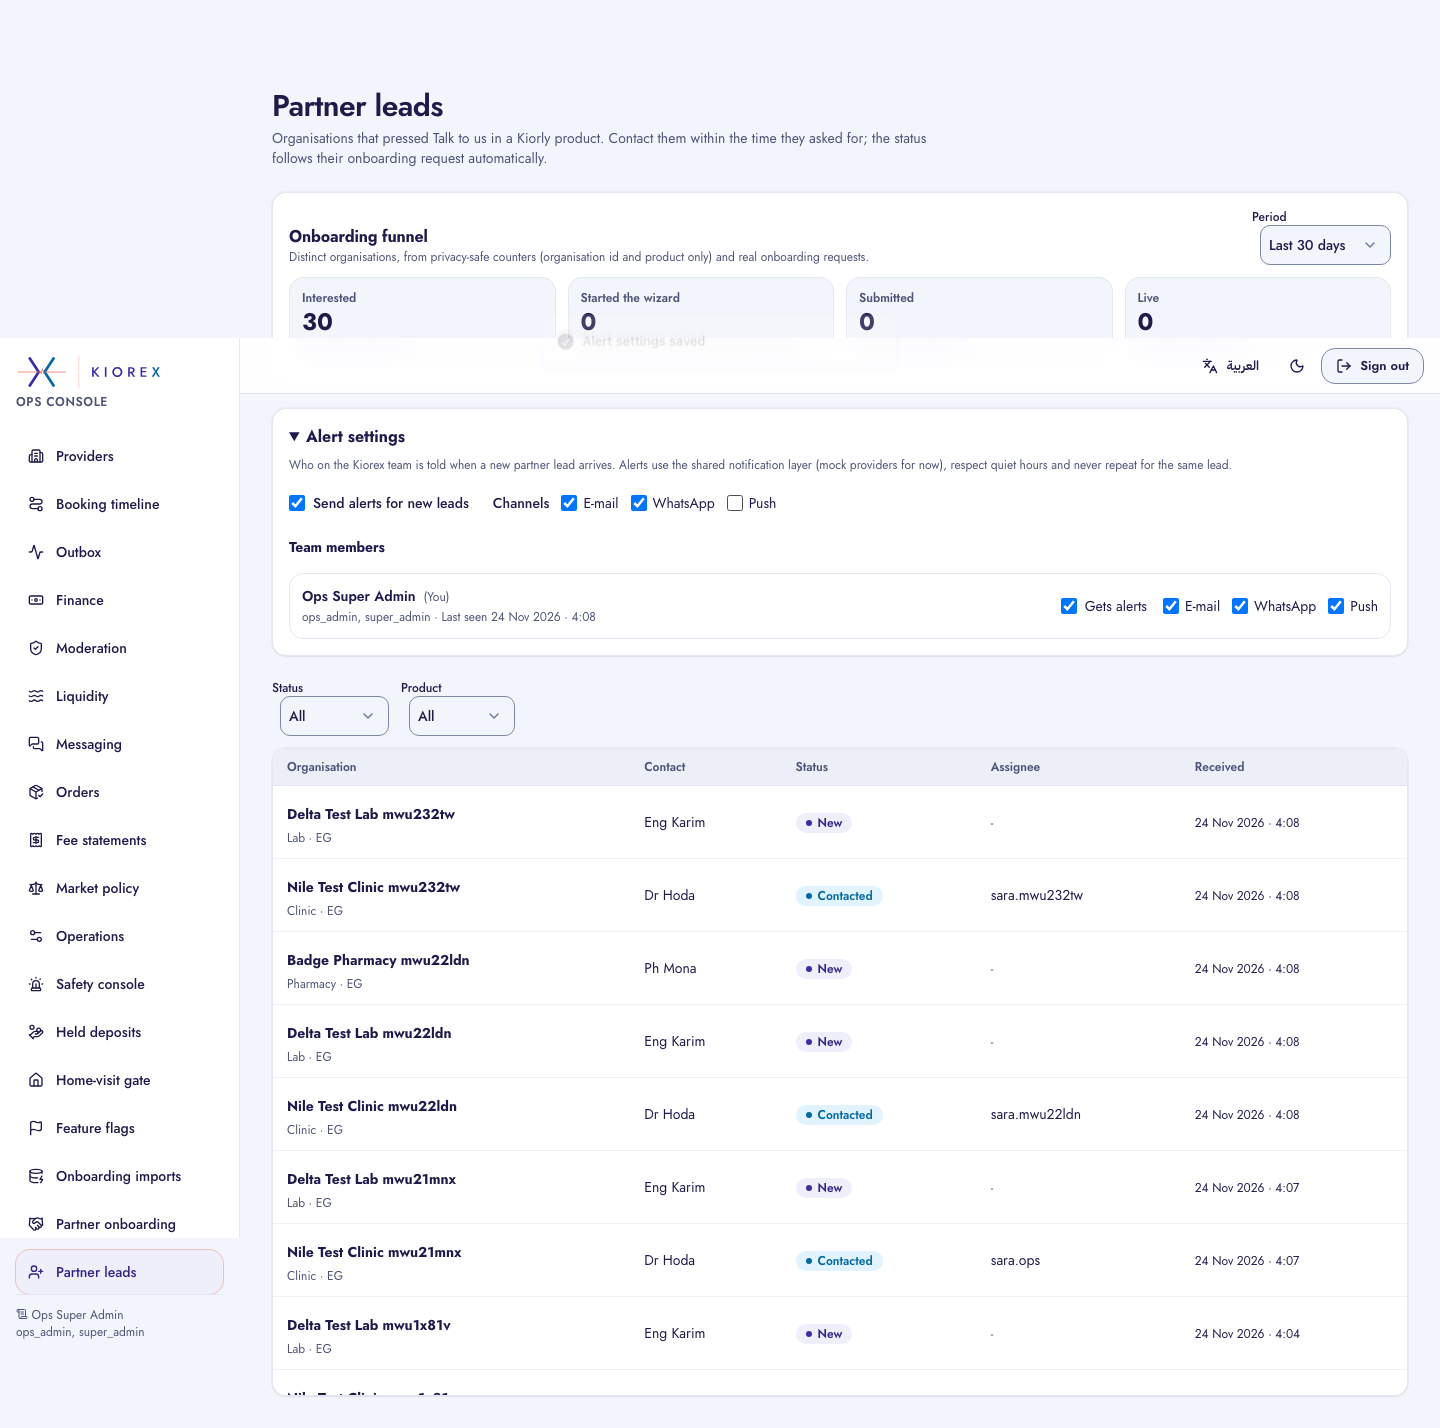 Partner leads
Organisations that pressed Talk to us in a Kiorly product. Contact them within the time they asked for; the status
follows their onboarding request automatically.
Period
Onboarding funnel
Last 30 days
Distinct organisations, from privacy-safe counters (organisation id and product only) and real onboarding requests.
Interested
30
Started the wizard
0
Submitted
0
Live
0
Alert settings saved
KIOREX
OPS CONSOLE
العربية
Sign out
Providers
Booking timeline
Outbox
Finance
Moderation
Liquidity
Messaging
Orders
Fee statements
Market policy
Operations
Safety console
Held deposits
Home-visit gate
Feature flags
Onboarding imports
Partner onboarding
Partner leads
Ops Super Admin
ops_admin, super_admin
Alert settings
Who on the Kiorex team is told when a new partner lead arrives. Alerts use the shared notification layer (mock providers for now), respect quiet hours and never repeat for the same lead.
Send alerts for new leads Channels E-mail WhatsApp Push
Team members
Ops Super Admin (You)
ops_admin, super_admin · Last seen 24 Nov 2026 · 4:08
Gets alerts E-mail WhatsApp Push
Status Product
All All
Organisation Contact Status Assignee Received
Delta Test Lab mwu232tw
Lab · EG
Eng Karim New - 24 Nov 2026 · 4:08
Nile Test Clinic mwu232tw
Clinic · EG
Dr Hoda Contacted sara.mwu232tw 24 Nov 2026 · 4:08
Badge Pharmacy mwu22ldn
Pharmacy · EG
Ph Mona New - 24 Nov 2026 · 4:08
Delta Test Lab mwu22ldn
Lab · EG
Eng Karim New - 24 Nov 2026 · 4:08
Nile Test Clinic mwu22ldn
Clinic · EG
Dr Hoda Contacted sara.mwu22ldn 24 Nov 2026 · 4:08
Delta Test Lab mwu21mnx
Lab · EG
Eng Karim New - 24 Nov 2026 · 4:07
Nile Test Clinic mwu21mnx
Clinic · EG
Dr Hoda Contacted sara.ops 24 Nov 2026 · 4:07
Delta Test Lab mwu1x81v
Lab · EG
Eng Karim New - 24 Nov 2026 · 4:04